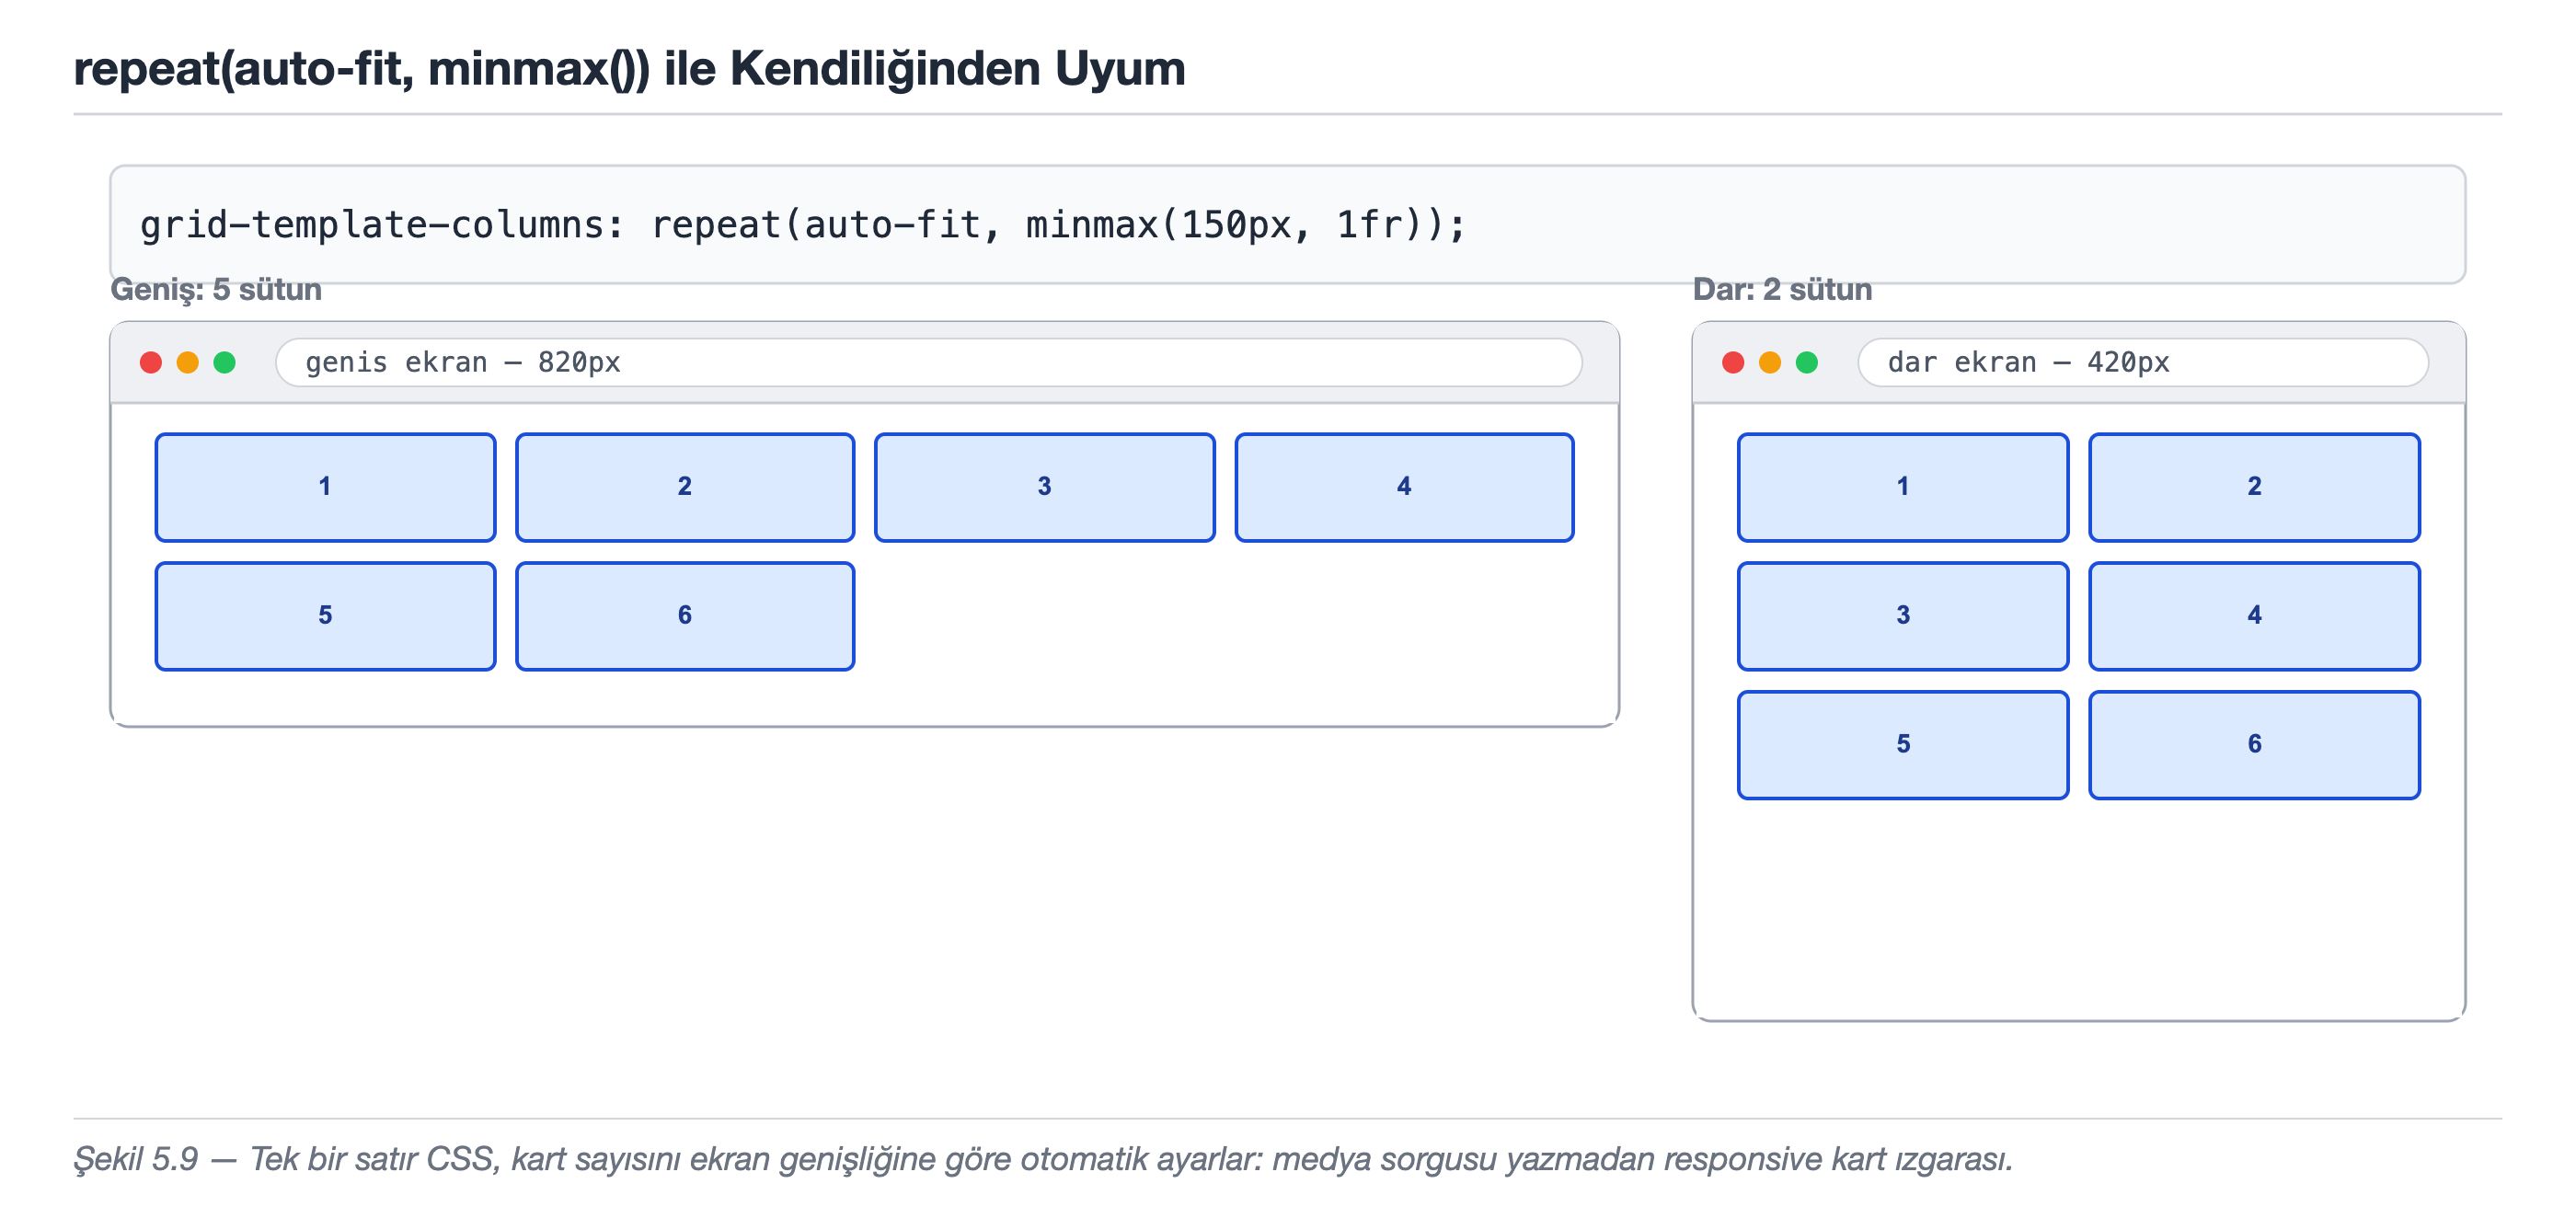 repeat(auto-fit, minmax()) ile Kendiliğinden Uyum
grid-template-columns: repeat(auto-fit, minmax(150px, 1fr));
Geniş: 5 sütun
genis ekran — 820px
1
2
3
4
5
6
Dar: 2 sütun
dar ekran — 420px
1
2
3
4
5
6
Şekil 5.9 — Tek bir satır CSS, kart sayısını ekran genişliğine göre otomatik ayarlar: medya sorgusu yazmadan responsive kart ızgarası.